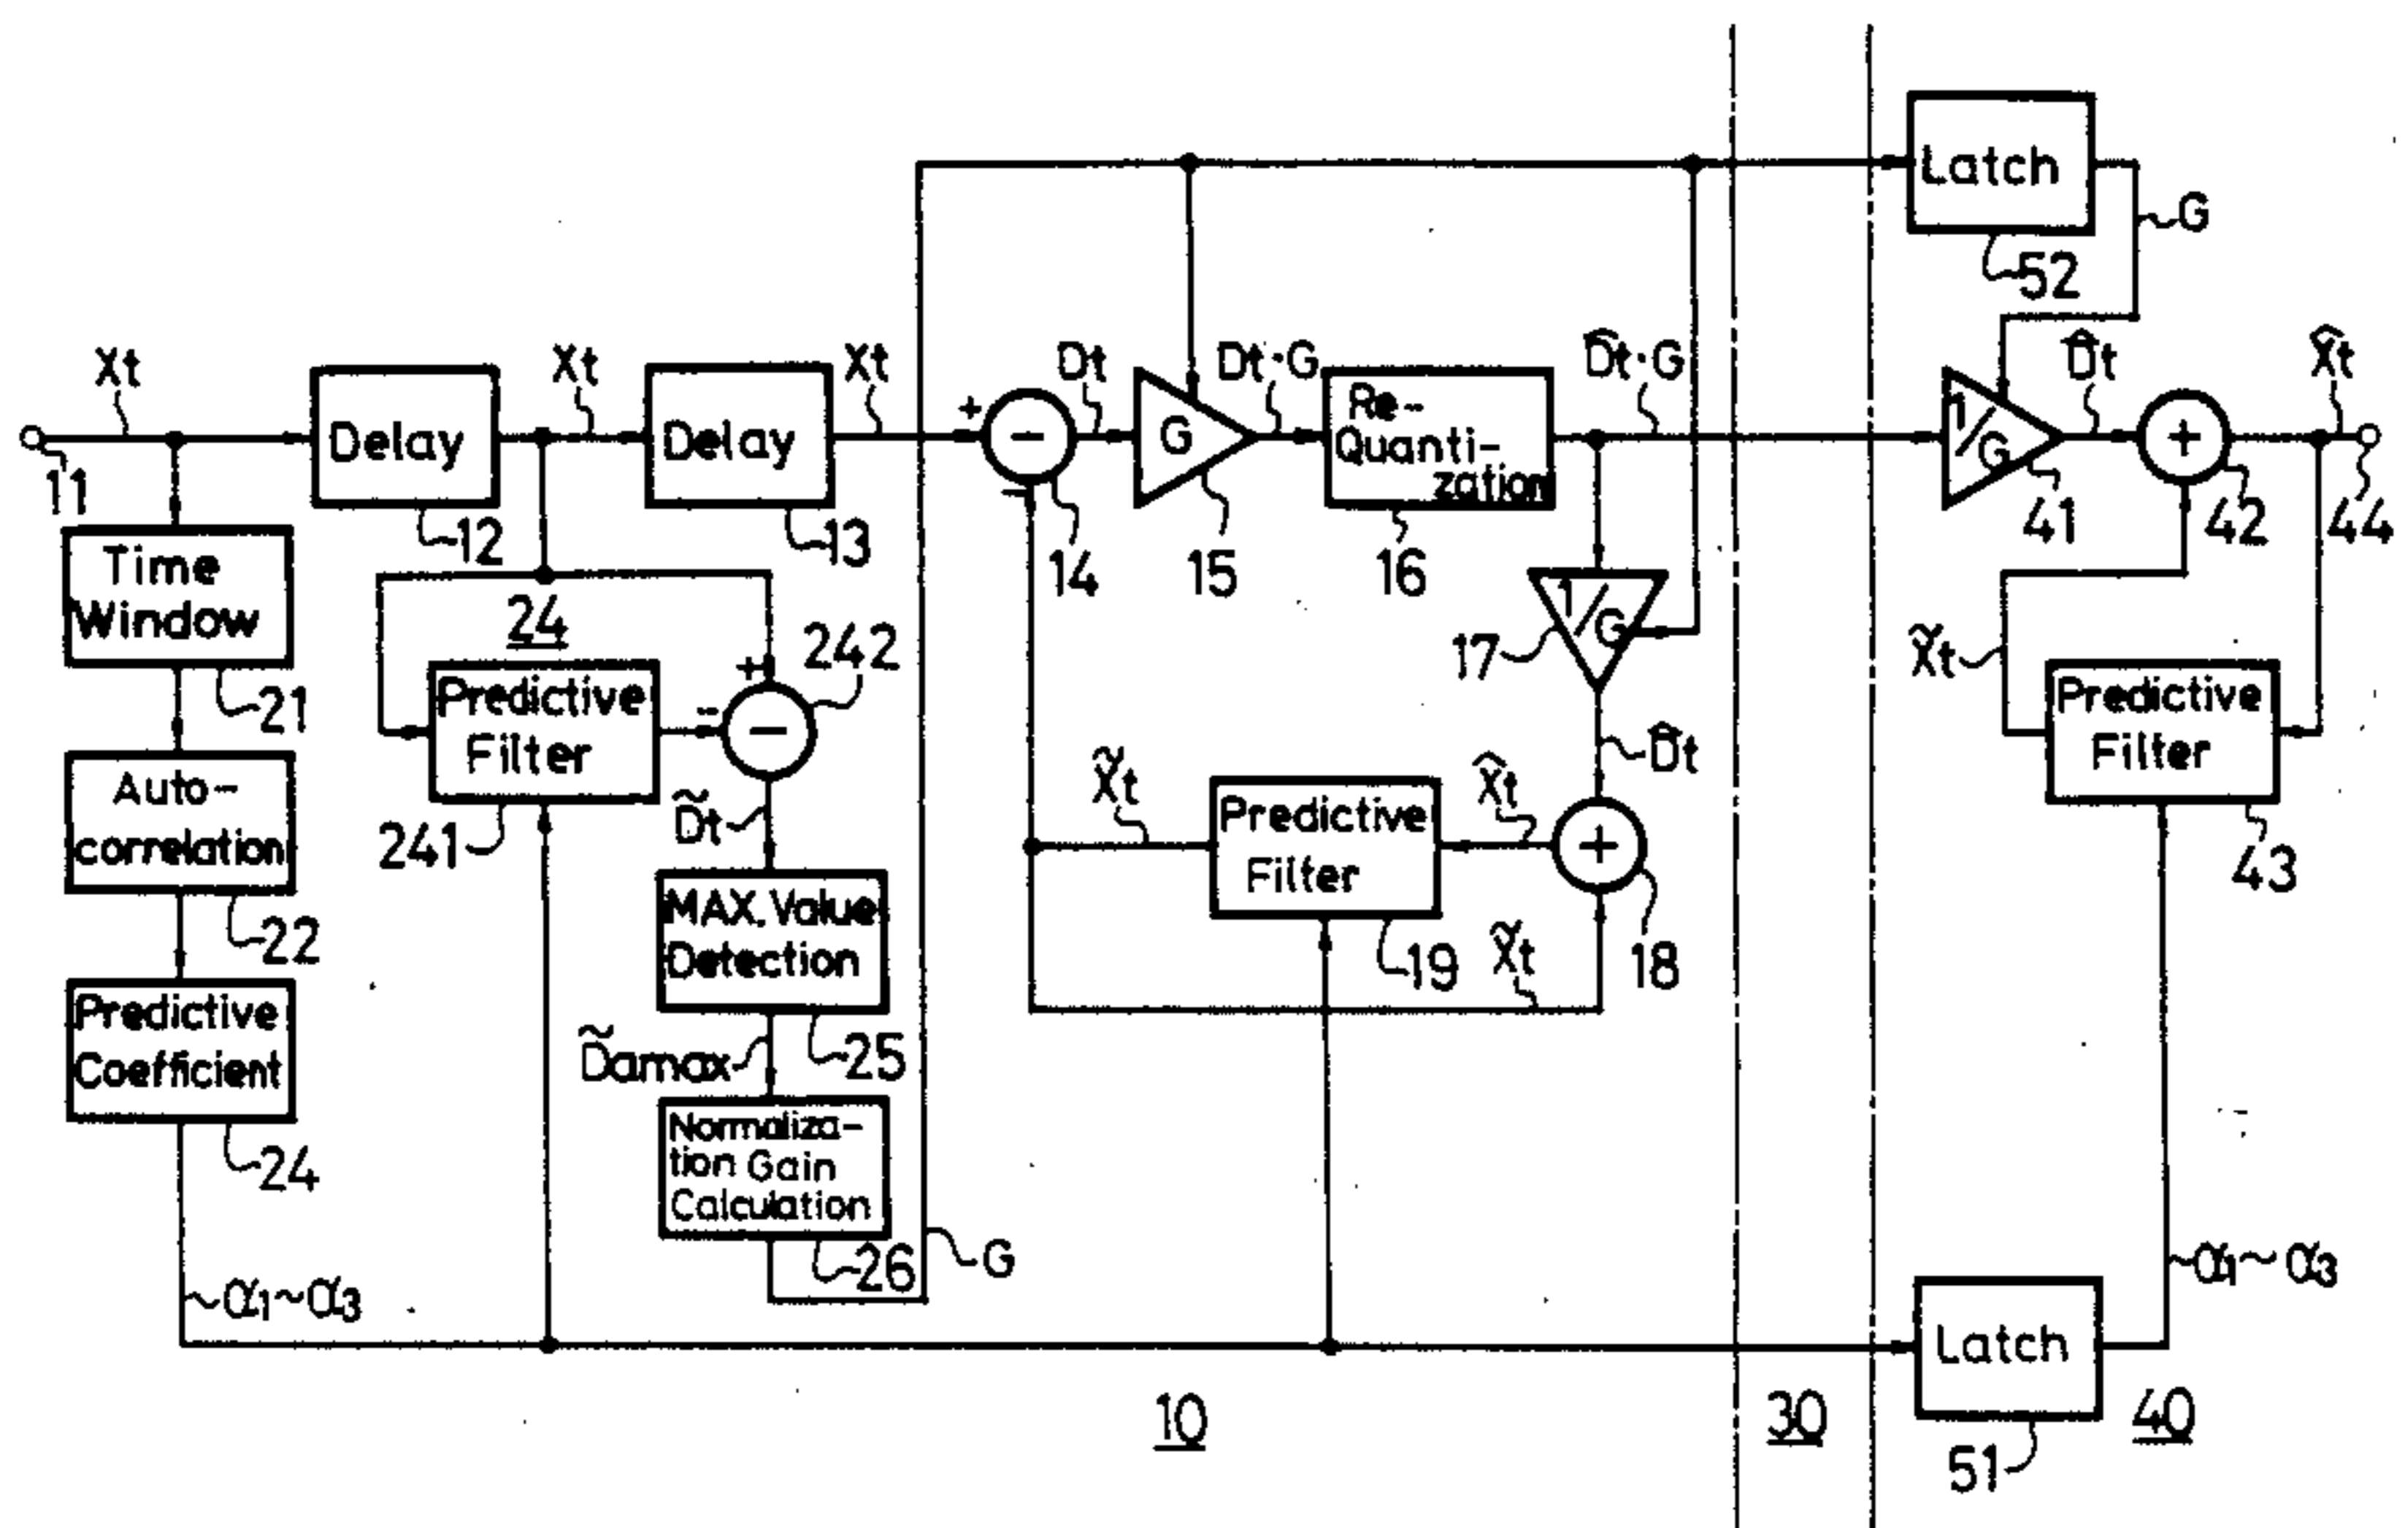 Latch
G
52
Xt
Delay
12
Xt
Delay
13
Xt
11
+
−
−
14
Dt
G
15
Dt·G
Re-
Quanti-
zation
16
D̂t·G
1/G
41
D̂t
+
42
X̂t
44
Time
Window
21
24
Predictive
Filter
241
+
-
−
242
1/G
17
D̂t
X̃t
Predictive
Filter
43
Auto-
correlation
22
D̃t
MAX. Value
Detection
25
X̃t
Predictive
Filter
19
X̂t
+
18
X̃t
Predictive
Coefficient
24
D̃amax
Normaliza-
tion Gain
Calculation
26
G
α1~α3
Latch
51
α1~α3
10
30
40